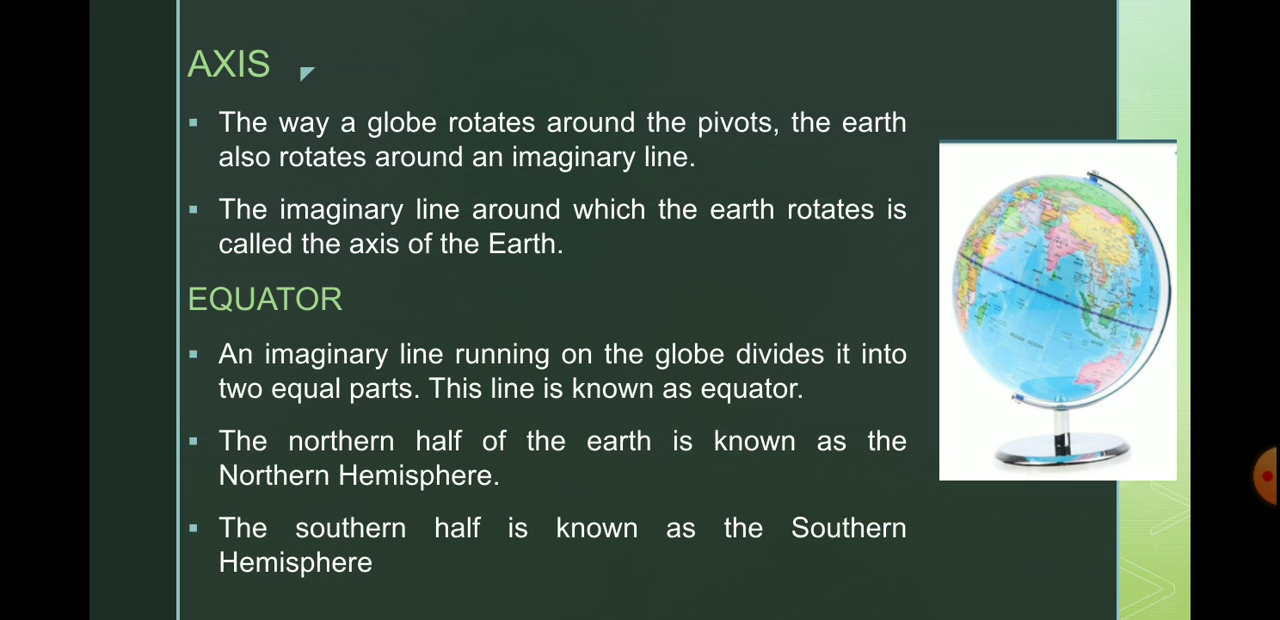 AXIS
▪ The way a globe rotates around the pivots, the earth
also rotates around an imaginary line.
▪ The imaginary line around which the earth rotates is
called the axis of the Earth.
EQUATOR
▪ An imaginary line running on the globe divides it into
two equal parts. This line is known as equator.
▪ The northern half of the earth is known as the
Northern Hemisphere.
▪ The southern half is known as the Southern
Hemisphere
INDIAN OCEAN